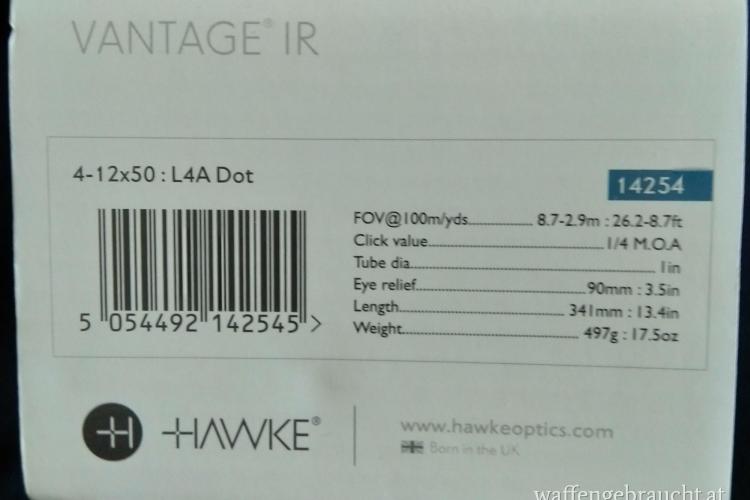 VANTAGE® IR
4-12x50 : L4A Dot
14254
FOV@100m/yds.................. 8.7-2.9m : 26.2-8.7ft
Click value.......................................1/4 M.O.A
Tube dia.................................................. 1in
Eye relief...................................90mm : 3.5in
Length................................. 341mm : 13.4in
Weight.................................... 497g : 17.5oz
5 054492 142545 >
HAWKE®
www.hawkeoptics.com
Born in the UK
waffengebraucht.at